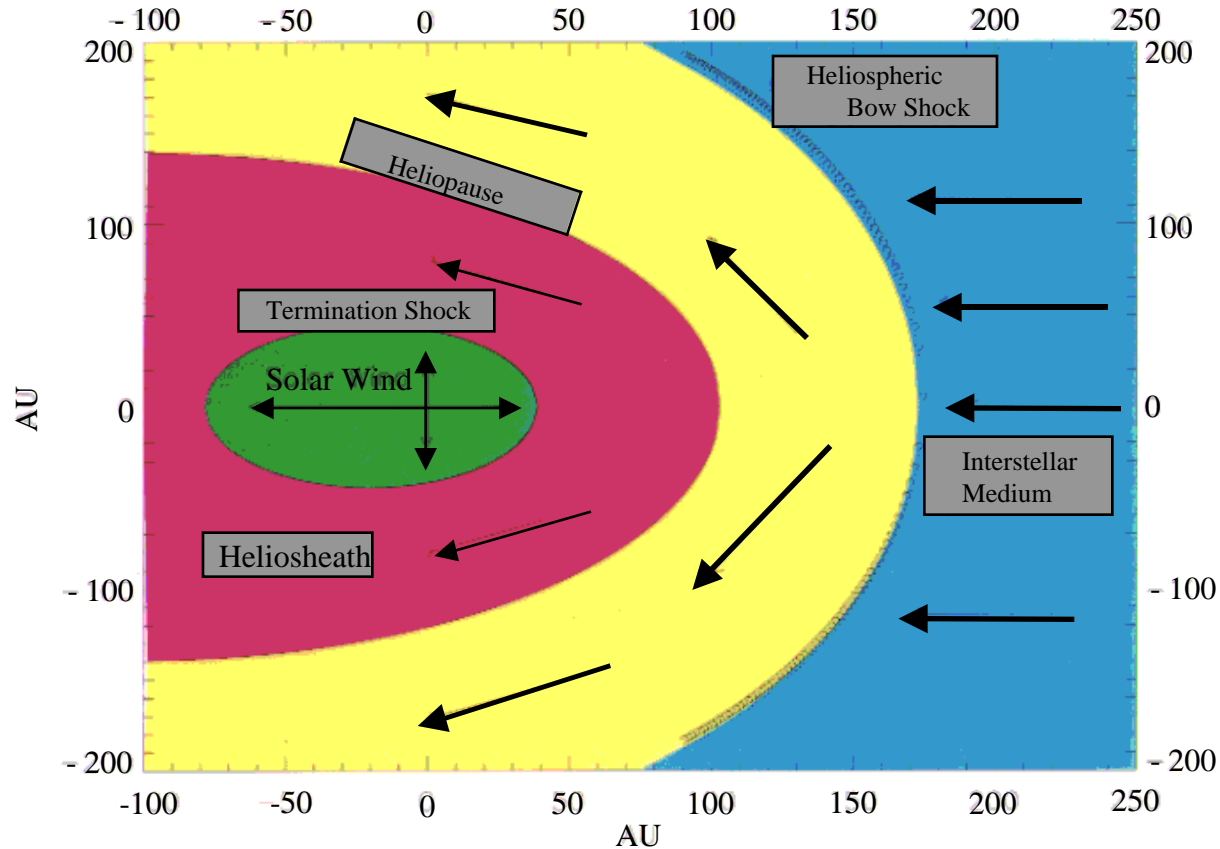 - 100 - 50 0 50 100 150 200 250
200 200
Heliospheric
Bow Shock
Heliopause
100 100
Termination Shock
Solar Wind
AU
0 0
Interstellar
Medium
Heliosheath
- 100 - 100
- 200 - 200
-100 -50 0 50 100 150 200 250
AU